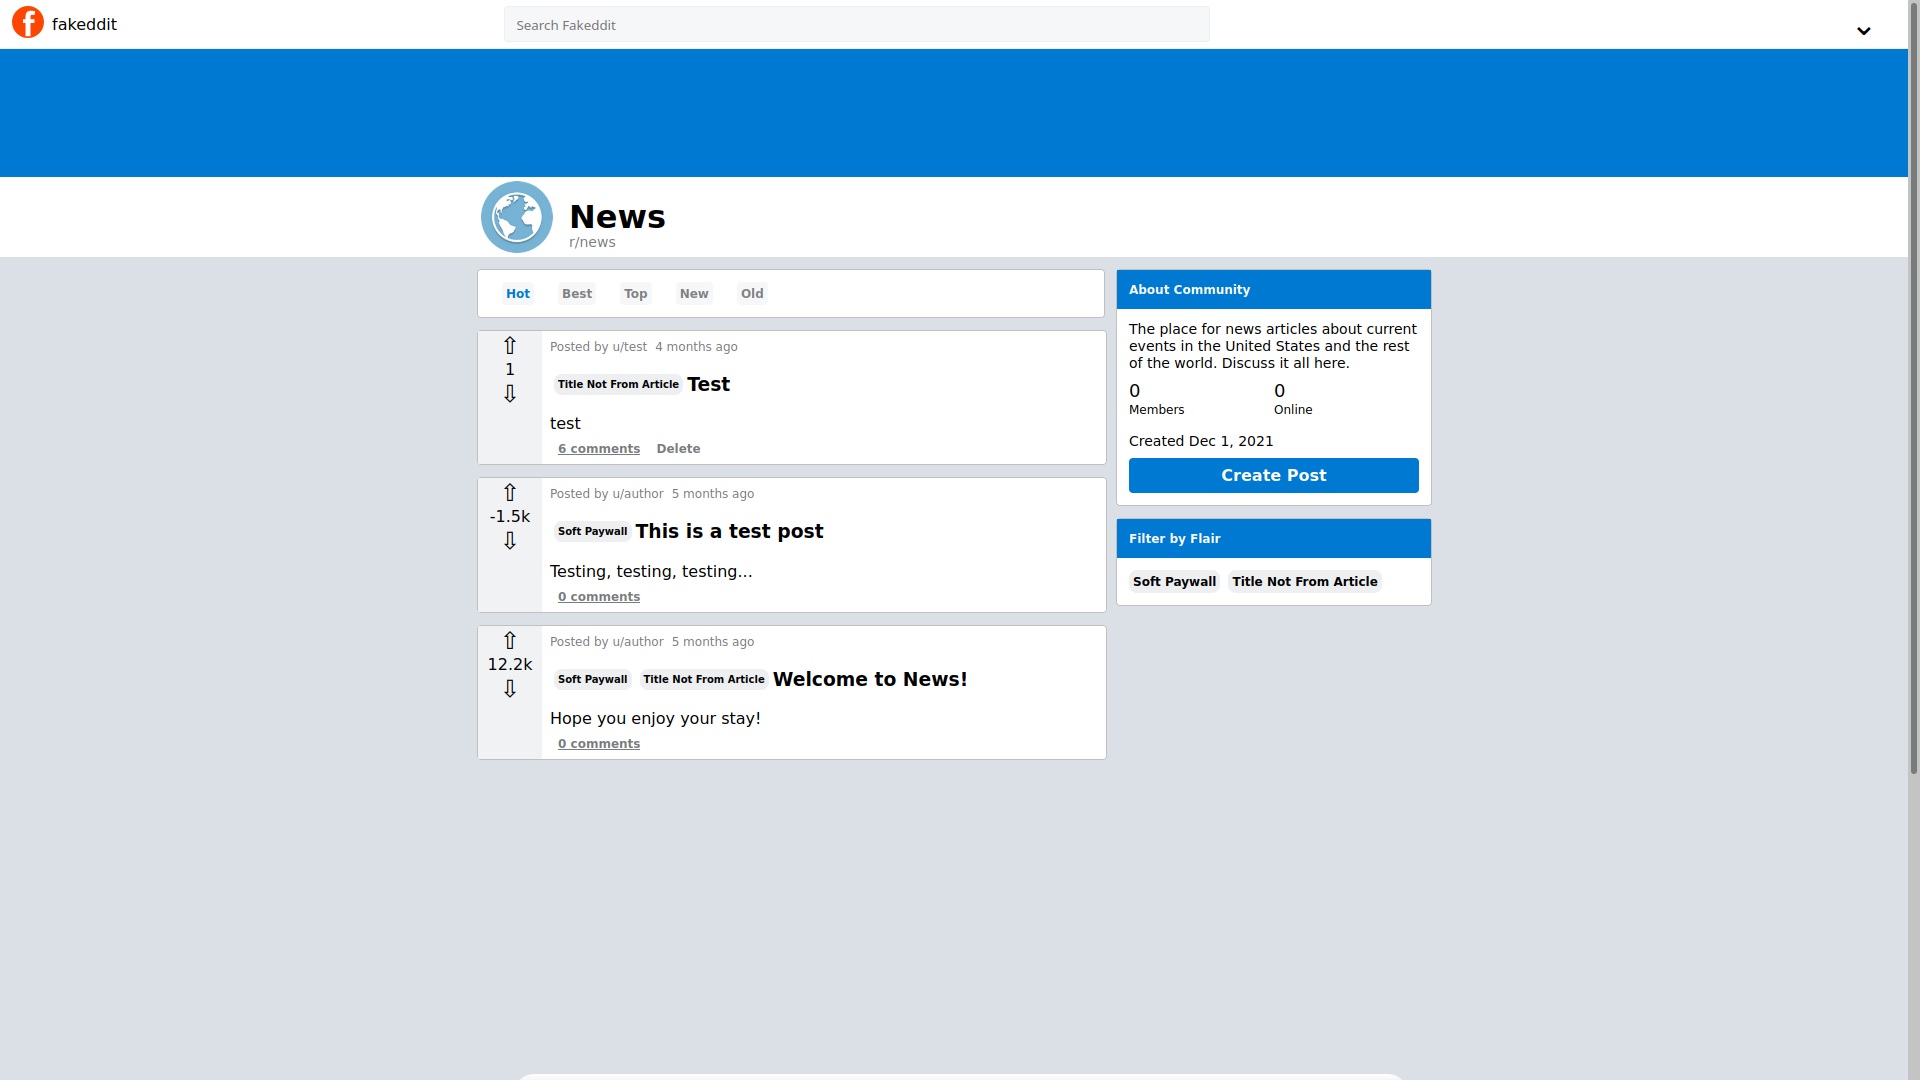 fakeddit
Search Fakeddit
News
r/news
Hot Best Top New Old
1
Posted by u/test 4 months ago
Title Not From Article Test
test
6 comments Delete
-1.5k
Posted by u/author 5 months ago
Soft Paywall This is a test post
Testing, testing, testing...
0 comments
12.2k
Posted by u/author 5 months ago
Soft Paywall Title Not From Article Welcome to News!
Hope you enjoy your stay!
0 comments
About Community
The place for news articles about current
events in the United States and the rest
of the world. Discuss it all here.
0 0
Members Online
Created Dec 1, 2021
Create Post
Filter by Flair
Soft Paywall Title Not From Article